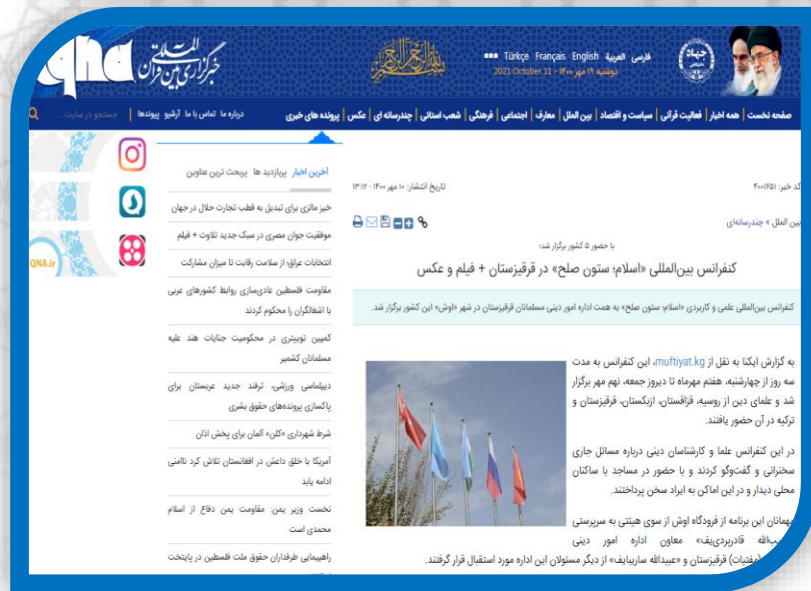 خبرگزاری بین المللی قرآن
iqna
فارسی العربية English Français Türkçe
دوشنبه ۱۹ مهر ۱۴۰۰ - 2021 October 11
جهاد
صفحه نخست | همه اخبار | فعالیت قرآنی | سیاست و اقتصاد | بین الملل | معارف | اجتماعی | فرهنگی | شعب استانی | چندرسانه ای | عکس | پرونده های خبری
درباره ما تماس با ما آرشیو پیوندها
جستجو در سایت ...
کد خبر: ۴۰۰۱۶۵۱
تاریخ انتشار: ۱۰ مهر ۱۴۰۰ - ۱۳:۱۲
بین الملل » چندرسانه‌ای
با حضور ۵ کشور برگزار شد؛
کنفرانس بین‌المللی «اسلام؛ ستون صلح» در قرقیزستان + فیلم و عکس
کنفرانس بین‌المللی علمی و کاربردی «اسلام؛ ستون صلح» به همت اداره امور دینی مسلمانان قرقیزستان در شهر «اوش» این کشور برگزار شد.
به گزارش ایکنا به نقل از muftiyat.kg، این کنفرانس به مدت
سه روز از چهارشنبه، هفتم مهرماه تا دیروز جمعه، نهم مهر برگزار
شد و علمای دین از روسیه، قزاقستان، ازبکستان، قرقیزستان و
ترکیه در آن حضور یافتند.
در این کنفرانس علما و کارشناسان دینی درباره مسائل جاری
سخنرانی و گفت‌وگو کردند و با حضور در مساجد با ساکنان
محلی دیدار و در این اماکن به ایراد سخن پرداختند.
مهمانان این برنامه از فرودگاه اوش از سوی هیئتی به سرپرستی
قادربردی‌یف» معاون اداره امور دینی
(مفتیات) قرقیزستان و «عبیدالله ساریبایف» از دیگر مسئولان این اداره مورد استقبال قرار گرفتند.
آخرین اخبار پربازدید ها پربحث ترین عناوین
خیز مالزی برای تبدیل به قطب تجارت حلال در جهان
موفقیت جوان مصری در سبک جدید تلاوت + فیلم
انتخابات عراق؛ از سلامت رقابت تا میزان مشارکت
مقاومت فلسطین عادی‌سازی روابط کشورهای عربی
با اشغالگران را محکوم کردند
کمپین توییتری در محکومیت جنایات هند علیه
مسلمانان کشمیر
دیپلماسی ورزشی، ترفند جدید عربستان برای
پاکسازی پرونده‌های حقوق بشری
شرط شهرداری «کلن» آلمان برای پخش اذان
آمریکا با خلق داعش در افغانستان تلاش کرد ناامنی
ادامه یابد
نخست وزیر یمن: مقاومت یمن دفاع از اسلام
محمدی است
راهپیمایی طرفداران حقوق ملت فلسطین در پایتخت
IQNA.ir